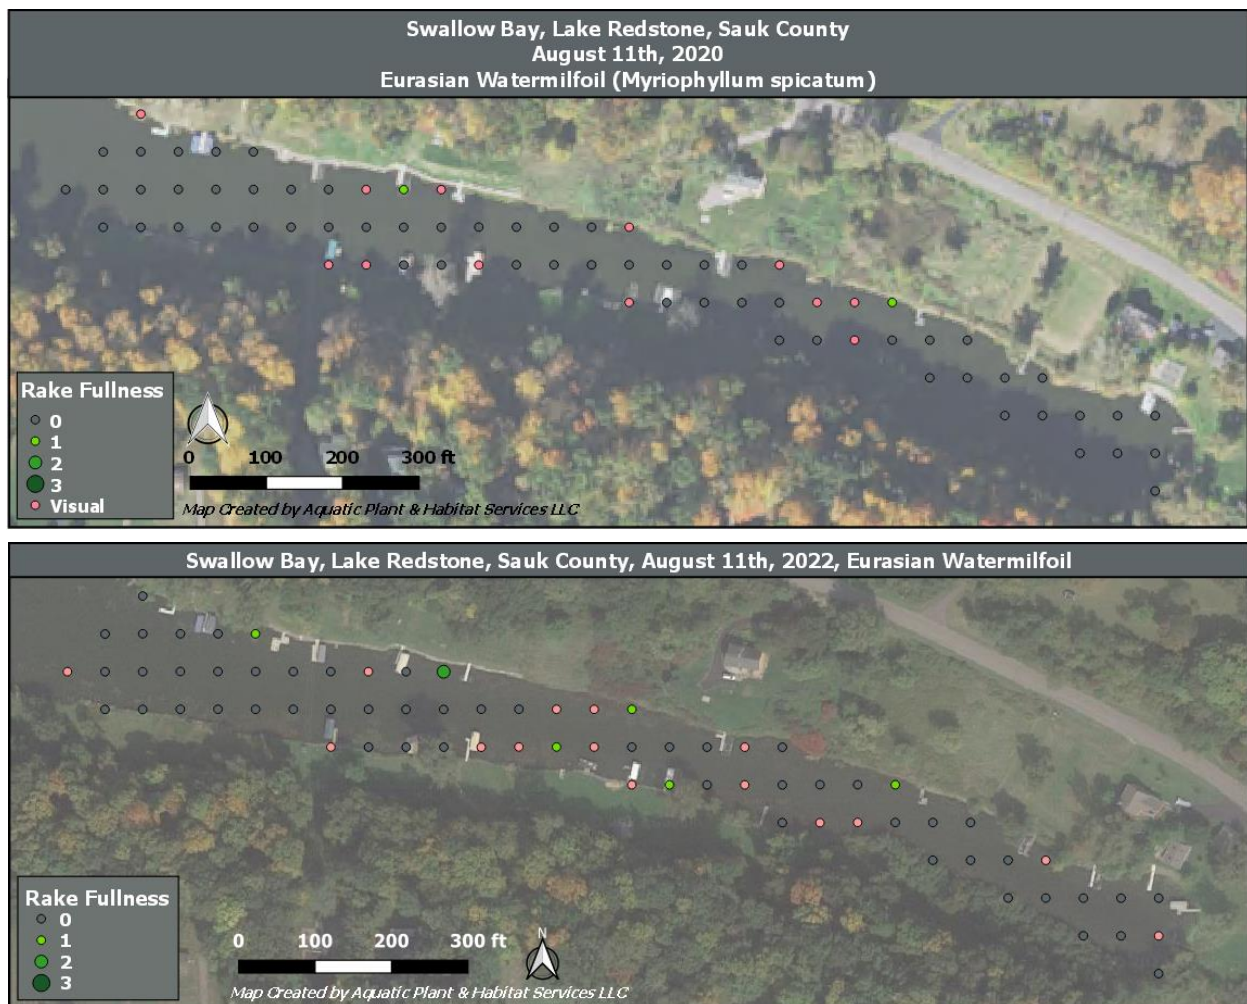 Swallow Bay, Lake Redstone, Sauk County
August 11th, 2020
Eurasian Watermilfoil (Myriophyllum spicatum)
Rake Fullness
0
1
2
3
Visual
0 100 200 300 ft
Map Created by Aquatic Plant & Habitat Services LLC
Swallow Bay, Lake Redstone, Sauk County, August 11th, 2022, Eurasian Watermilfoil
Rake Fullness
0
1
2
3
0 100 200 300 ft
N
Map Created by Aquatic Plant & Habitat Services LLC